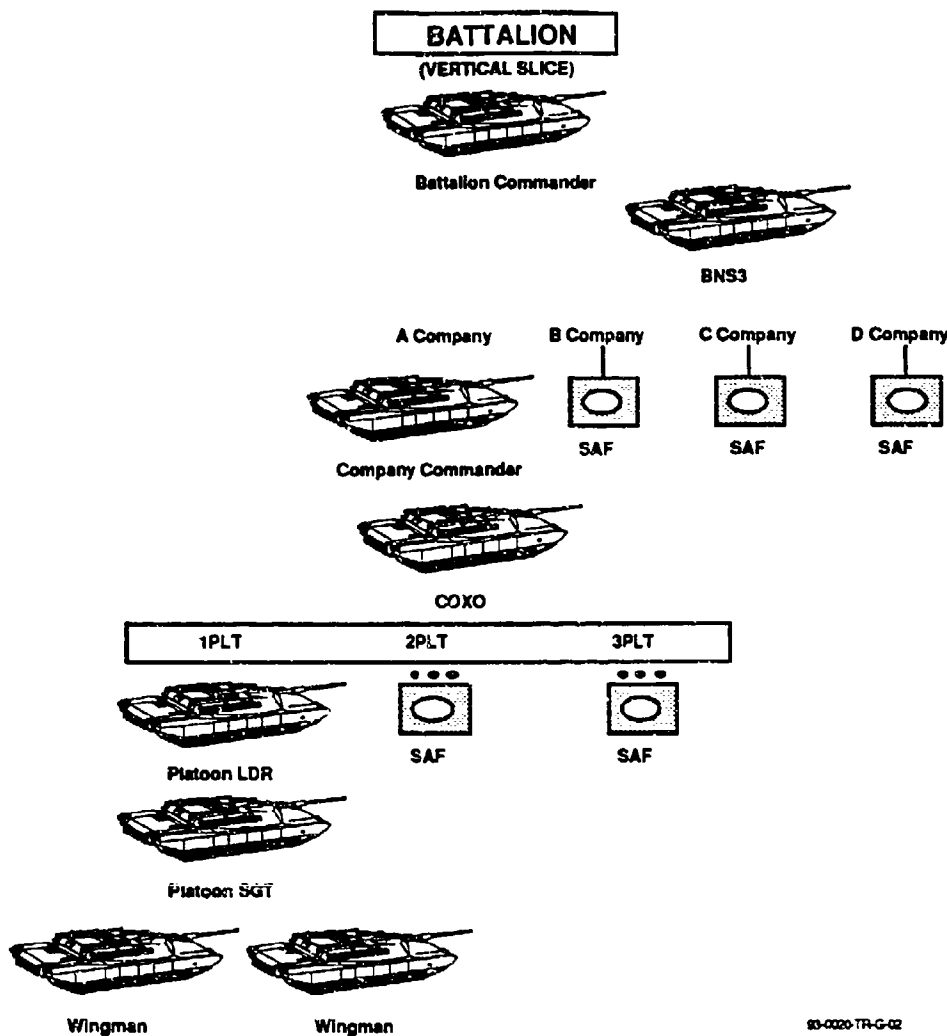 BATTALION
(VERTICAL SLICE)
Battalion Commander
BNS3
A Company B Company C Company D Company
SAF SAF SAF
Company Commander
COXO
1PLT 2PLT 3PLT
SAF SAF
Platoon LDR
Platoon SGT
Wingman Wingman
93-0020-TR-G-02